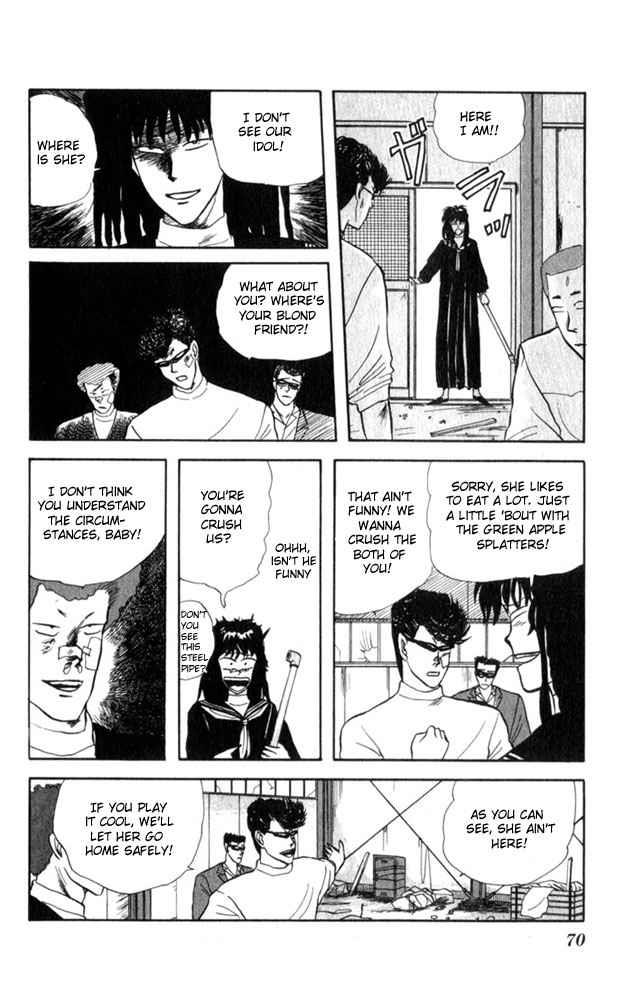 HERE
I AM!!
ガラッ
I DON'T
SEE OUR
IDOL!
WHERE
IS SHE?
WHAT ABOUT
YOU? WHERE'S
YOUR BLOND
FRIEND?!
SORRY, SHE LIKES
TO EAT A LOT. JUST
A LITTLE 'BOUT WITH
THE GREEN APPLE
SPLATTERS!
THAT AIN'T
FUNNY! WE
WANNA
CRUSH THE
BOTH OF
YOU!
YOU'RE
GONNA
CRUSH
US?
OHHH,
ISN'T HE
FUNNY
DON'T
YOU
SEE
THIS
STEEL
PIPE?
I DON'T THINK
YOU UNDERSTAND
THE CIRCUM-
STANCES, BABY!
AS YOU CAN
SEE, SHE AIN'T
HERE!
IF YOU PLAY
IT COOL, WE'LL
LET HER GO
HOME SAFELY!
70